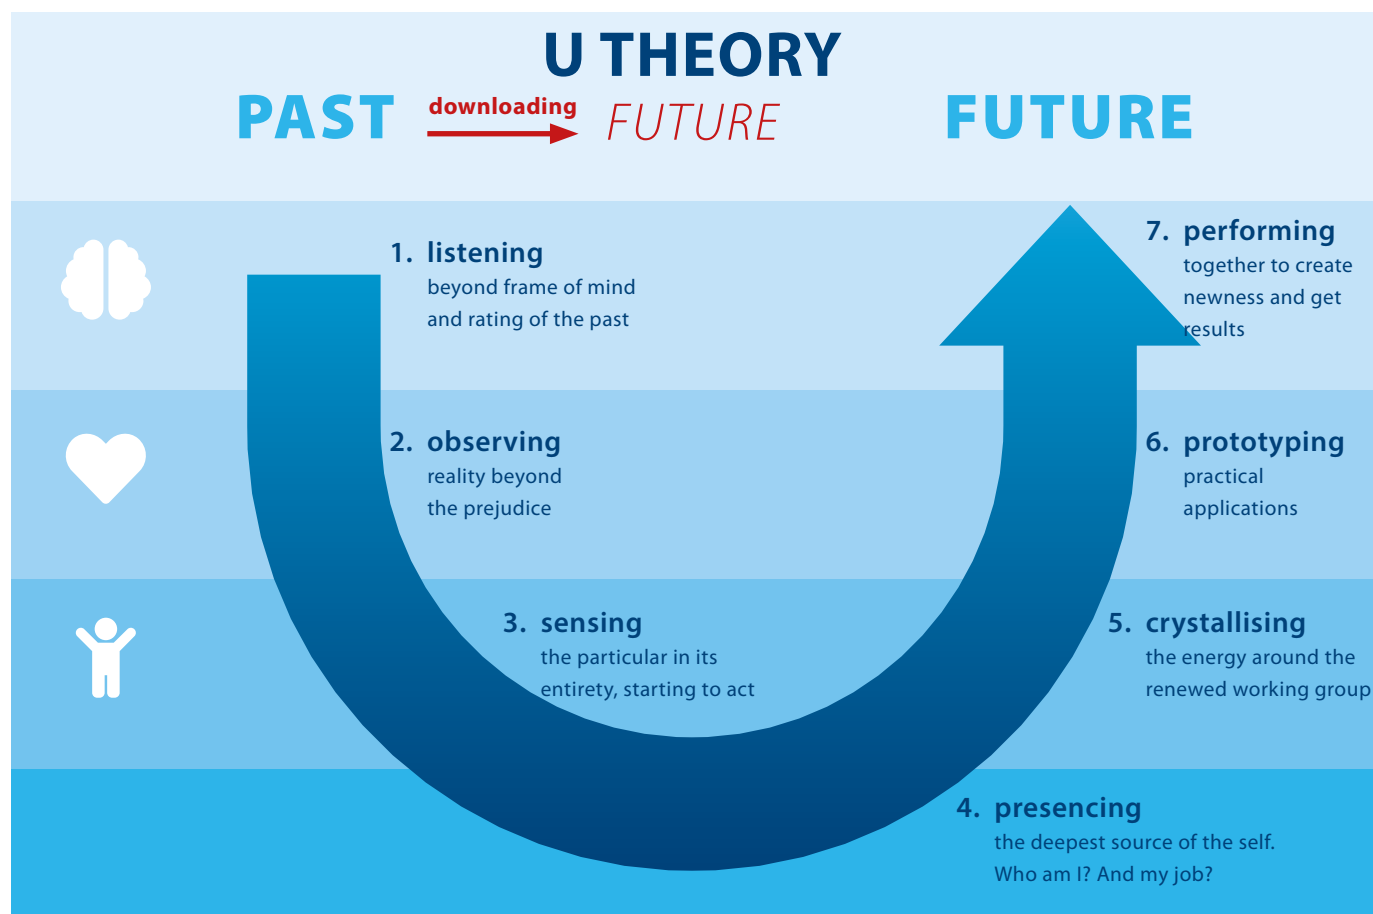 U THEORY
PAST
downloading
FUTURE
FUTURE
1. listening
beyond frame of mind
and rating of the past
2. observing
reality beyond
the prejudice
3. sensing
the particular in its
entirety, starting to act
4. presencing
the deepest source of the self.
Who am I? And my job?
5. crystallising
the energy around the
renewed working group
6. prototyping
practical
applications
7. performing
together to create
newness and get
results